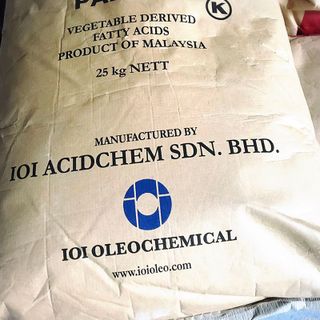 K
VEGETABLE DERIVED
FATTY ACIDS
PRODUCT OF MALAYSIA
25 kg NETT
MANUFACTURED BY
IOI ACIDCHEM SDN. BHD.
IOI OLEOCHEMICAL
www.ioioleo.com